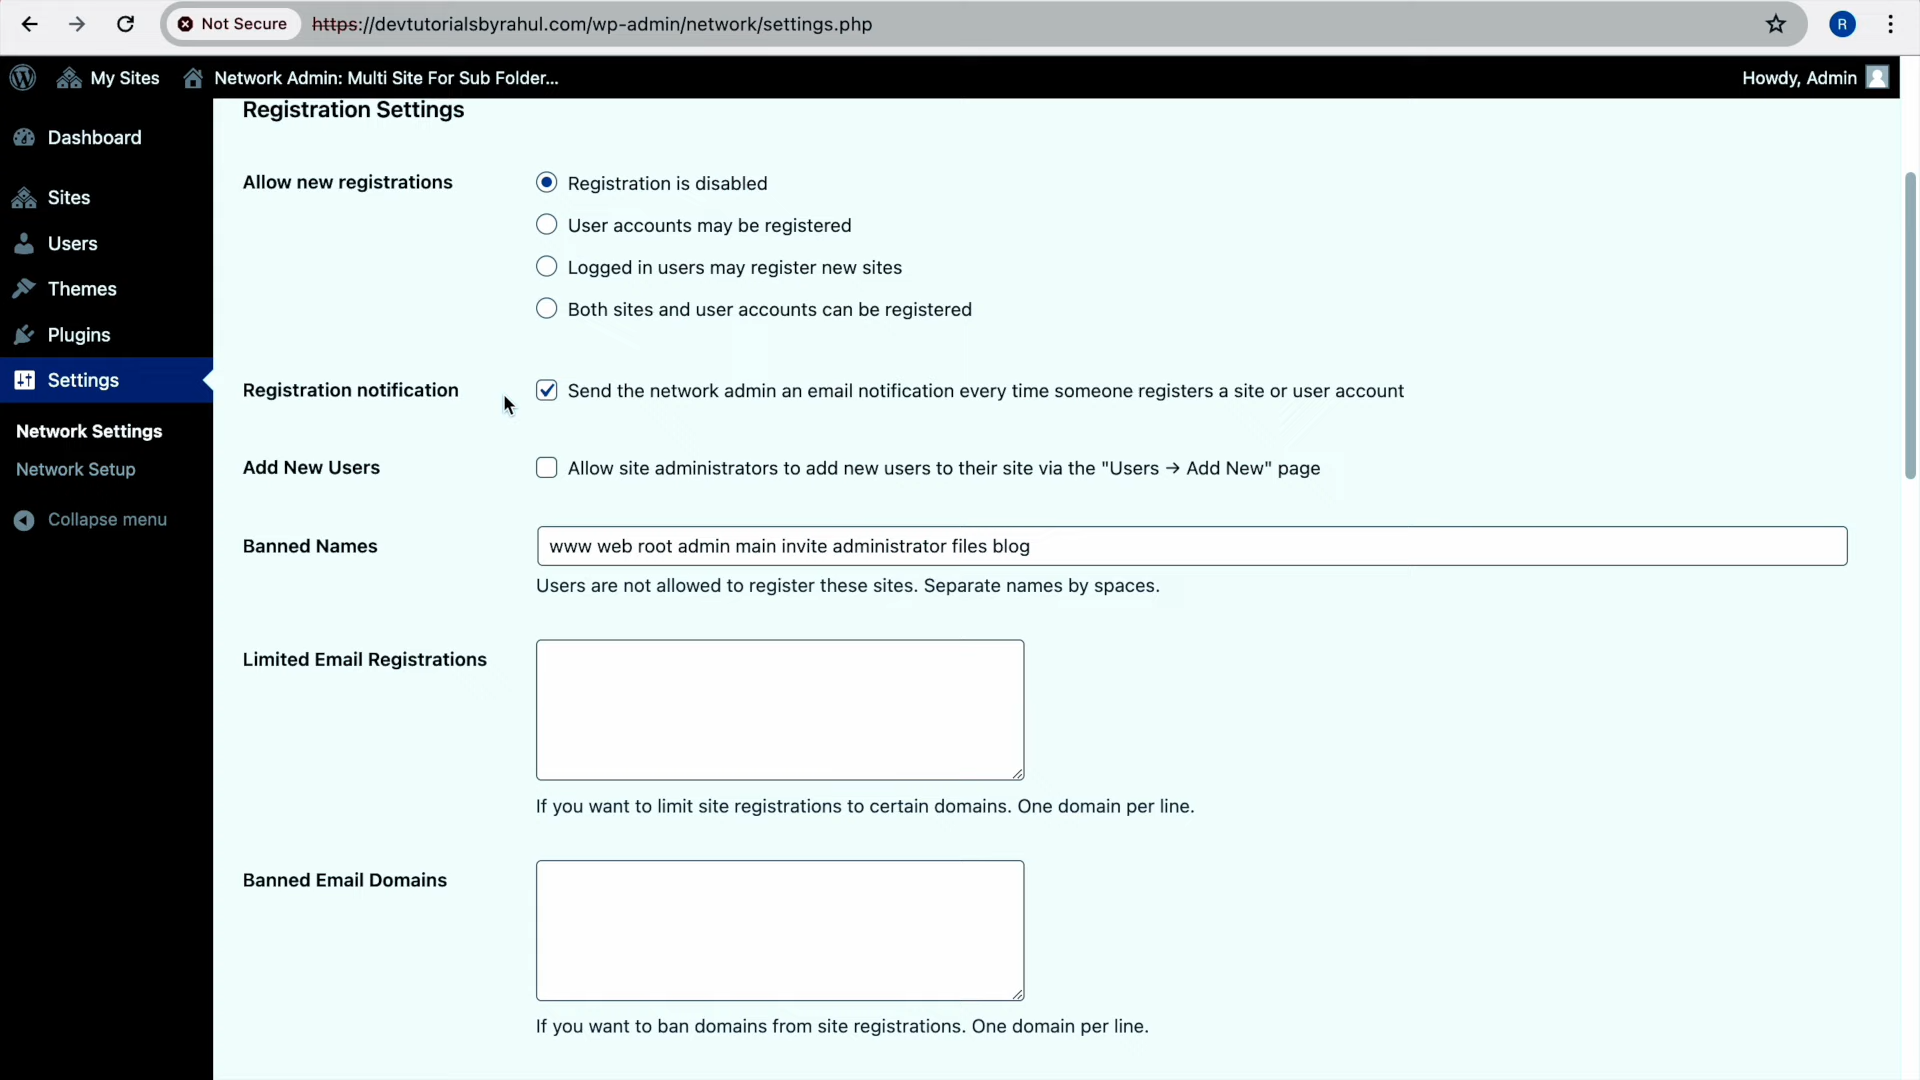 Not Secure https://devtutorialsbyrahul.com/wp-admin/network/settings.php R
My Sites Network Admin: Multi Site For Sub Folder... Howdy, Admin
Dashboard
Sites
Users
Themes
Plugins
Settings
Network Settings
Network Setup
Collapse menu
Registration Settings
Allow new registrations
Registration is disabled
User accounts may be registered
Logged in users may register new sites
Both sites and user accounts can be registered
Registration notification
Send the network admin an email notification every time someone registers a site or user account
Add New Users
Allow site administrators to add new users to their site via the "Users → Add New" page
Banned Names
www web root admin main invite administrator files blog
Users are not allowed to register these sites. Separate names by spaces.
Limited Email Registrations
If you want to limit site registrations to certain domains. One domain per line.
Banned Email Domains
If you want to ban domains from site registrations. One domain per line.